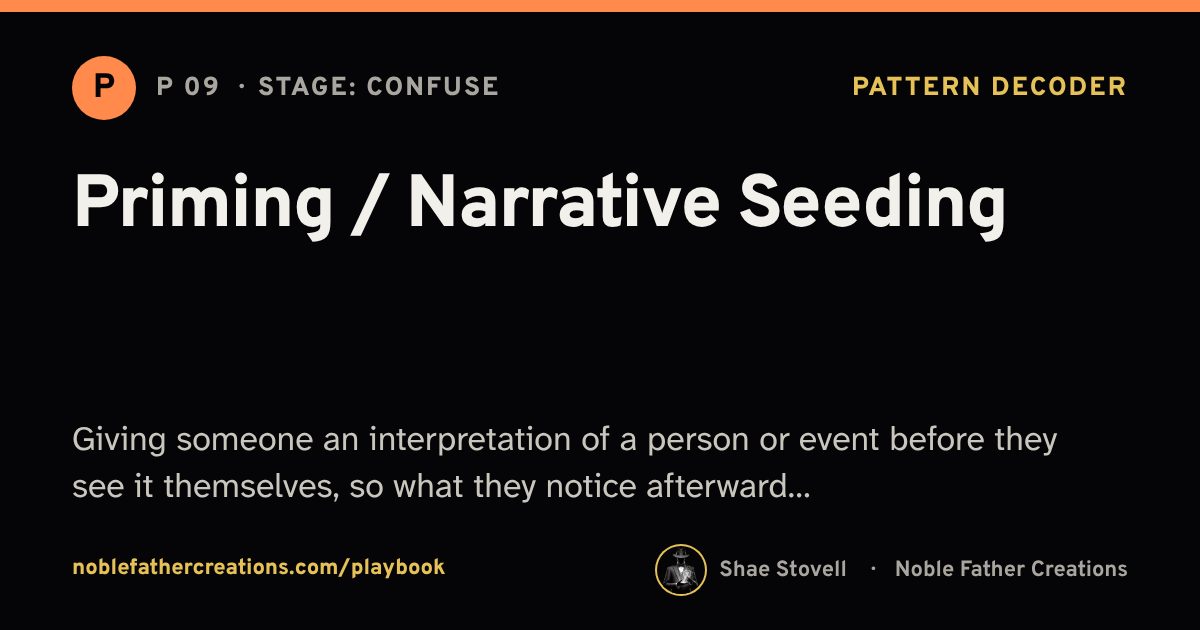 P
P 09 · STAGE: CONFUSE
PATTERN DECODER
Priming / Narrative Seeding
Giving someone an interpretation of a person or event before they
see it themselves, so what they notice afterward...
noblefathercreations.com/playbook
Shae Stovell · Noble Father Creations